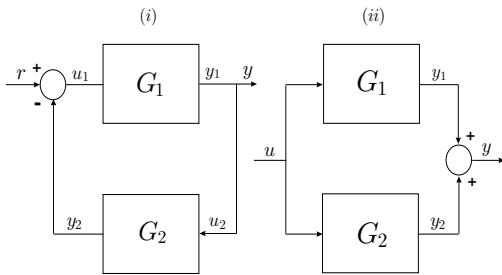 (i)
r + - u₁ G₁ y₁ y
y₂ G₂ u₂
(ii)
u G₁ y₁ + + y
G₂ y₂